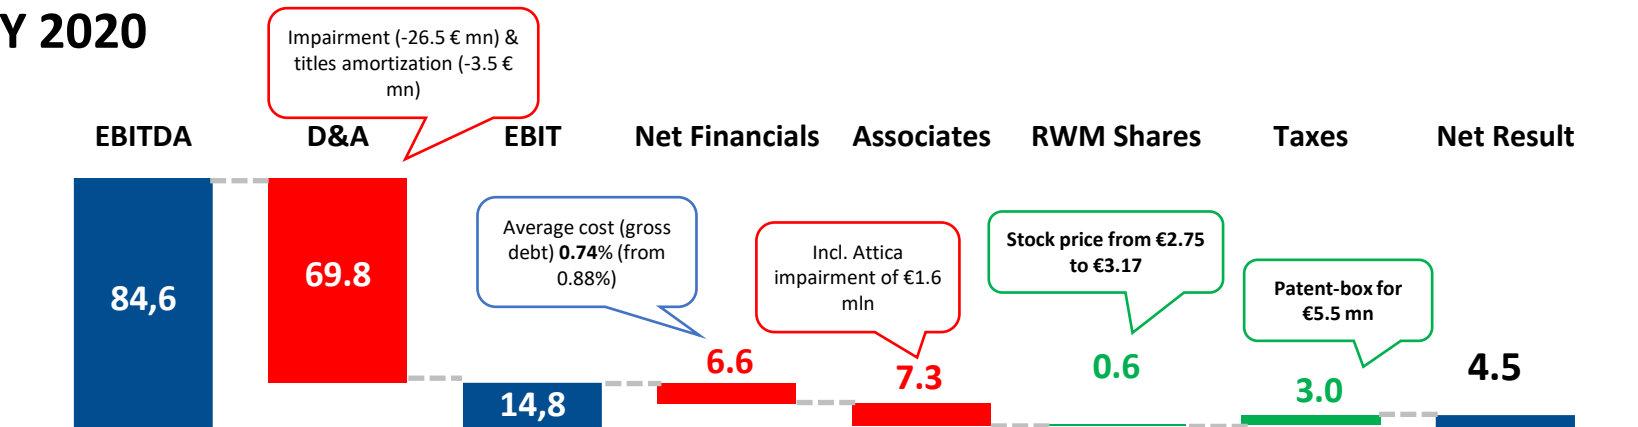 Y 2020
Impairment (-26.5 € mn) &
titles amortization (-3.5 €
mn)
EBITDA
D&A
EBIT
Net Financials
Associates
RWM Shares
Taxes
Net Result
Average cost (gross
debt) 0.74% (from
0.88%)
Incl. Attica
impairment of €1.6
mln
Stock price from €2.75
to €3.17
Patent-box for
€5.5 mn
84,6
69.8
14,8
6.6
7.3
0.6
3.0
4.5